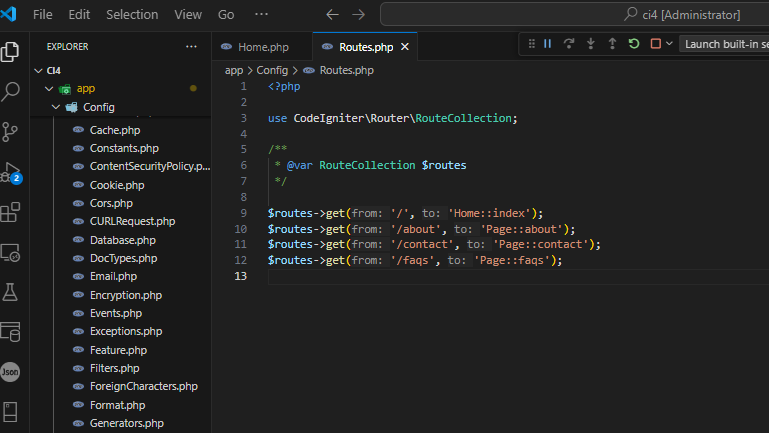 File Edit Selection View Go ··· ci4 [Administrator]
EXPLORER ···
CI4
app
Config
Cache.php
Constants.php
ContentSecurityPolicy.p...
Cookie.php
Cors.php
CURLRequest.php
Database.php
DocTypes.php
Email.php
Encryption.php
Events.php
Exceptions.php
Feature.php
Filters.php
ForeignCharacters.php
Format.php
Generators.php
2
Json
Home.php Routes.php
Launch built-in se
app > Config > Routes.php
1 <?php
2
3 use CodeIgniter\Router\RouteCollection;
4
5 /**
6 * @var RouteCollection $routes
7 */
8
9 $routes->get(from: '/', to: 'Home::index');
10 $routes->get(from: '/about', to: 'Page::about');
11 $routes->get(from: '/contact', to: 'Page::contact');
12 $routes->get(from: '/faqs', to: 'Page::faqs');
13